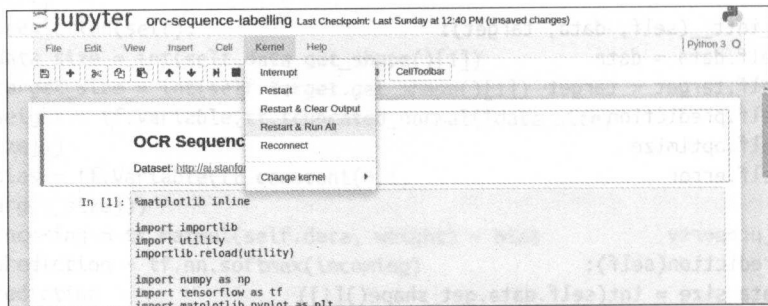 jupyter orc-sequence-labelling Last Checkpoint: Last Sunday at 12:40 PM (unsaved changes)
File Edit View Insert Cell Kernel Help
Python 3
CellToolbar
Interrupt
Restart
Restart & Clear Output
Restart & Run All
Reconnect
Change kernel
OCR Sequenc
Dataset: http://ai.stanfor
In [1]: %matplotlib inline
import importlib
import utility
importlib.reload(utility)
import numpy as np
import tensorflow as tf
import matplotlib.pyplot as plt